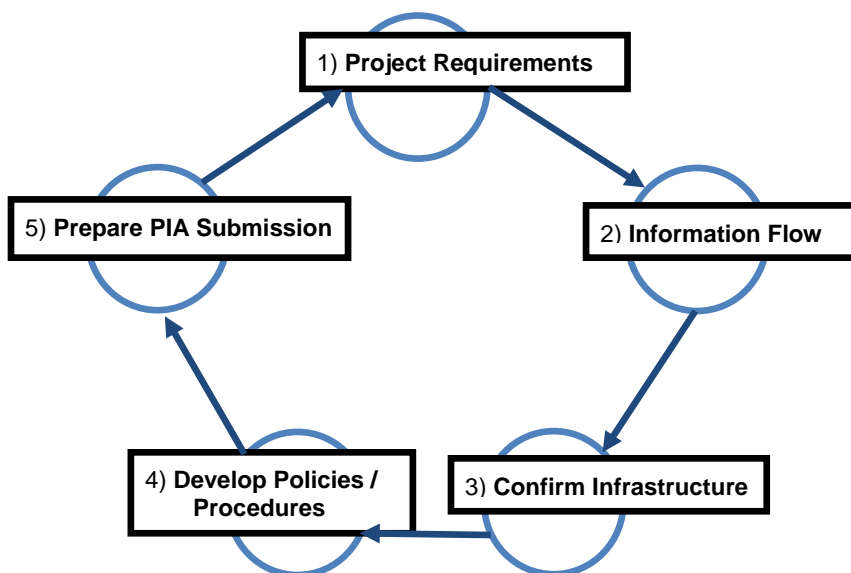 1) Project Requirements
2) Information Flow
3) Confirm Infrastructure
4) Develop Policies /
Procedures
5) Prepare PIA Submission